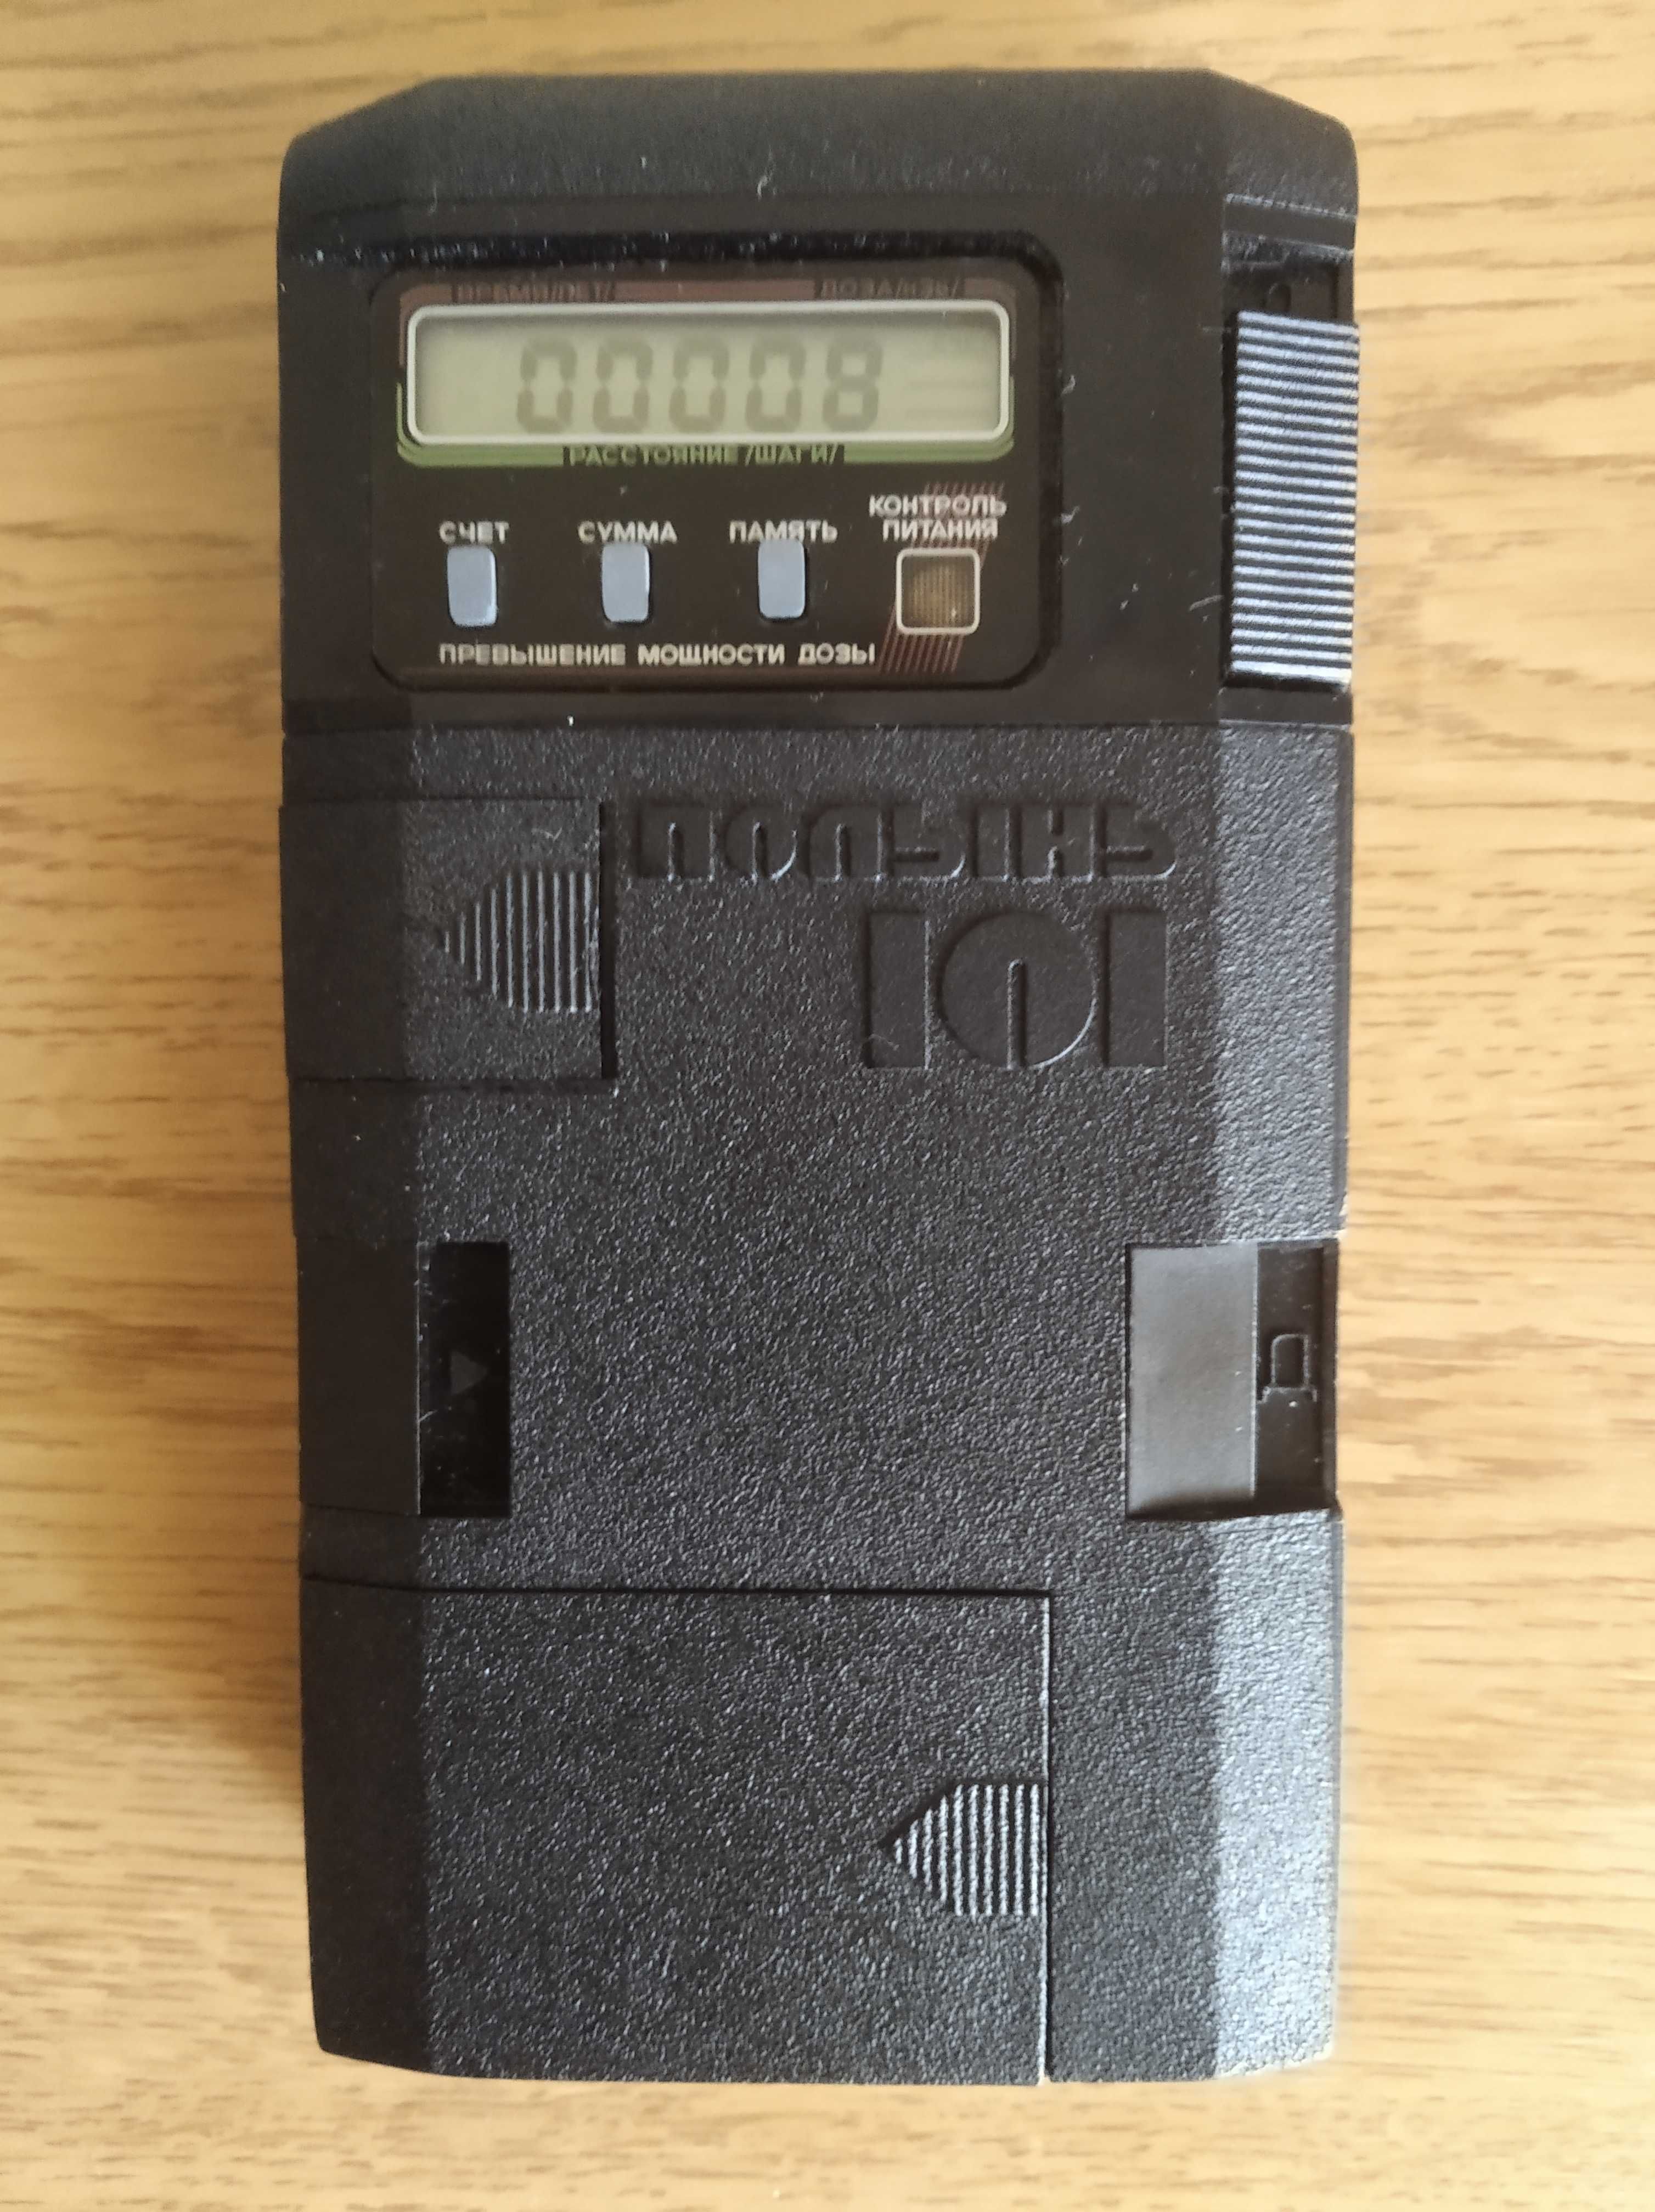 00008
РАССТОЯНИЕ /ШАГИ/
СЧЕТ СУММА ПАМЯТЬ КОНТРОЛЬ
ПИТАНИЯ
ПРЕВЫШЕНИЕ МОЩНОСТИ ДОЗЫ
ПОЛЫНЬ
101